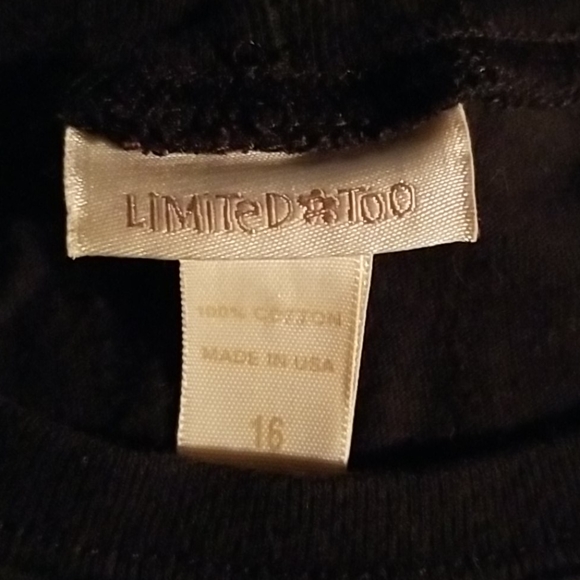 LIMITeD TOO
100% COTTON
MADE IN USA
16